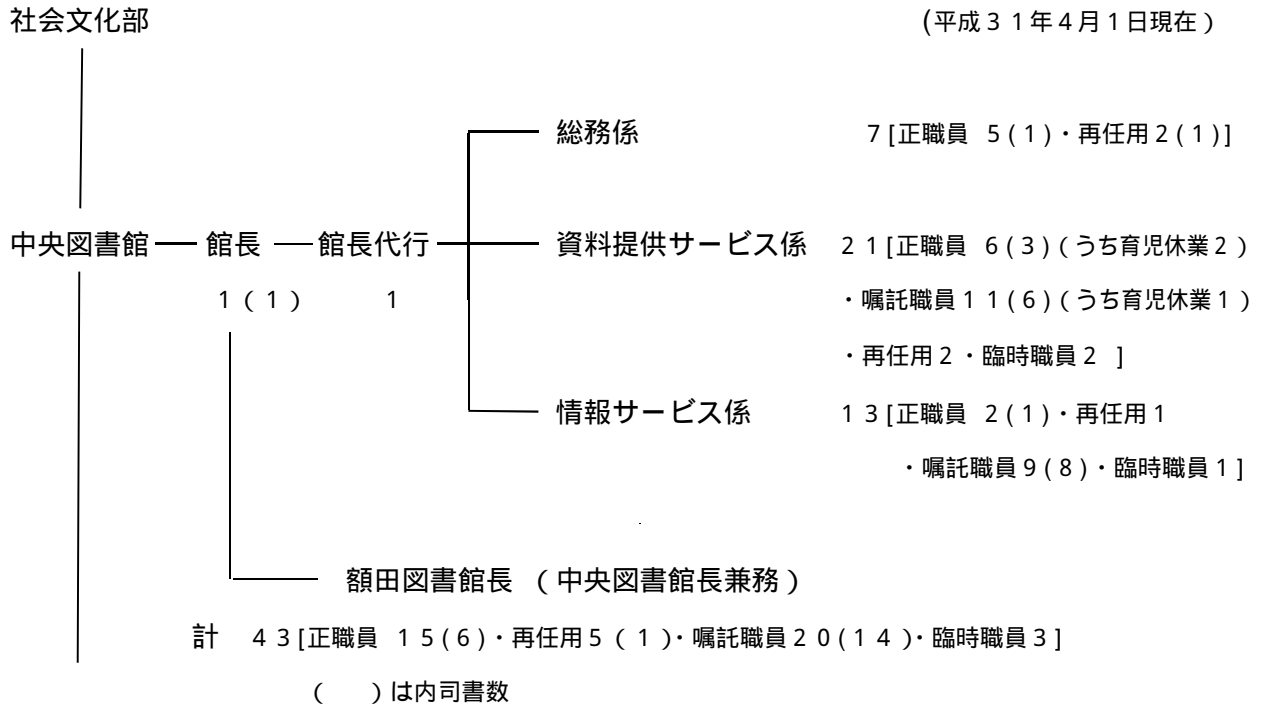 社会文化部 (平成３１年４月１日現在）
総務係 ７[正職員 ５(１)・再任用２(１)]
中央図書館 館長 館長代行 資料提供サービス係 ２１[正職員 ６(３)(うち育児休業２)
１（１） １ ・嘱託職員１１(６)(うち育児休業１)
・再任用２・臨時職員２ ]
情報サービス係 １３[正職員 ２(１)・再任用１
・嘱託職員９(８)・臨時職員１]
額田図書館長 （中央図書館長兼務）
計 ４３[正職員 １５(６)・再任用５（１）・嘱託職員２０(１４)・臨時職員３]
（ ）は内司書数